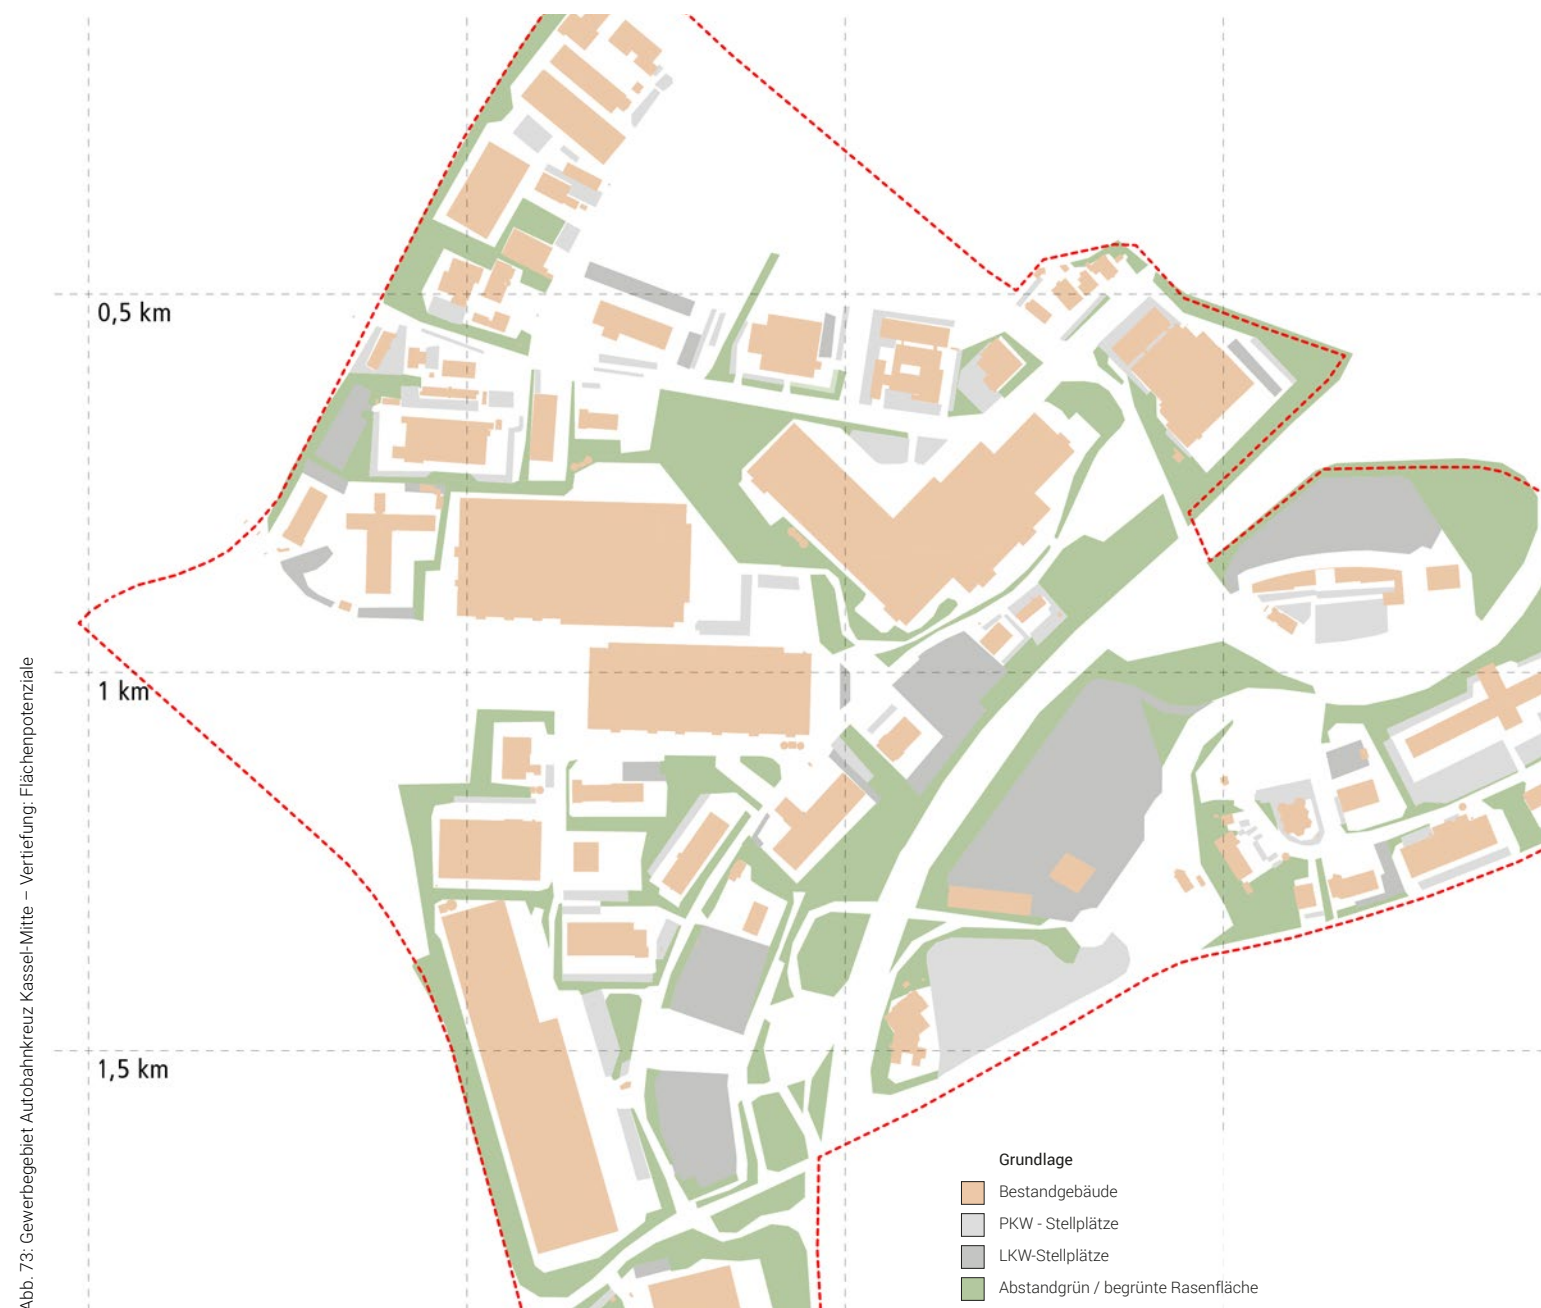 0,5 km
1 km
1,5 km
Abb. 73: Gewerbegebiet Autobahnkreuz Kassel-Mitte – Vertiefung: Flächenpotenziale
Grundlage
Bestandgebäude
PKW - Stellplätze
LKW-Stellplätze
Abstandgrün / begrünte Rasenfläche